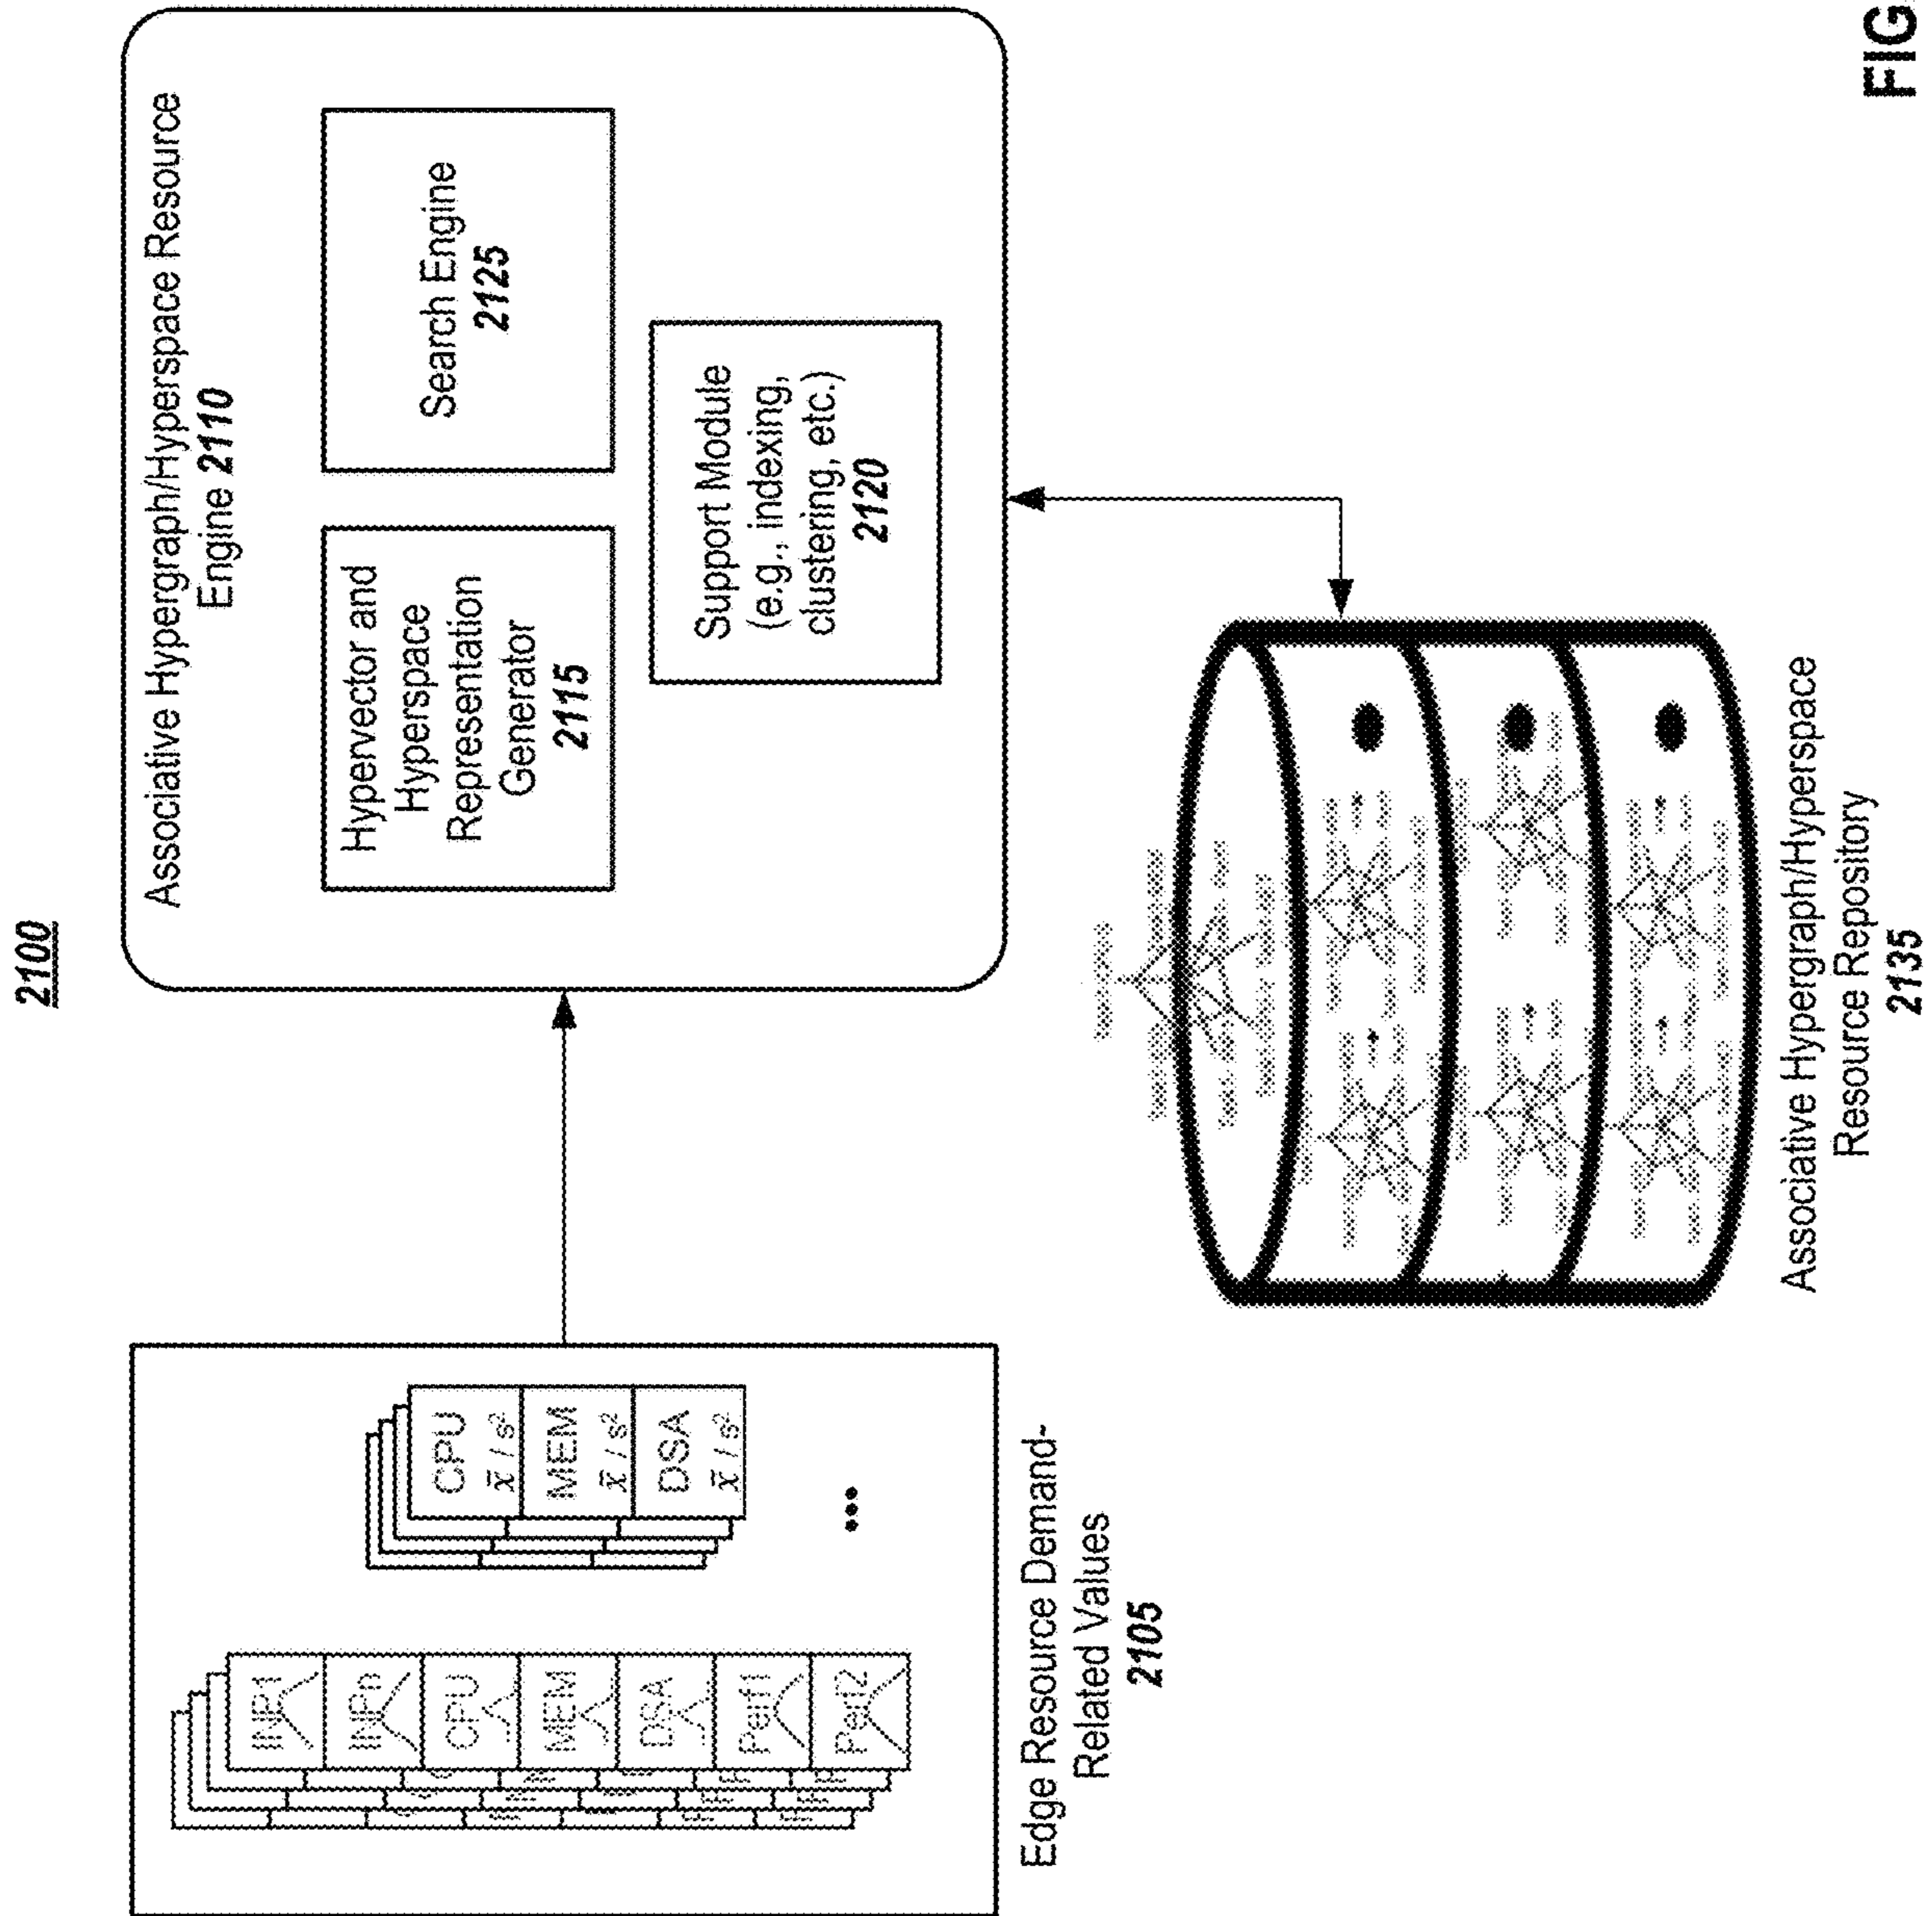 2100
INP1
INPn
CPU
MEM
DSA
Perf1
Perf2
CPU
x̄ / s²
MEM
x̄ / s²
DSA
x̄ / s²
...
Edge Resource Demand-
Related Values
2105
Associative Hypergraph/Hyperspace Resource
Engine 2110
Hypervector and
Hyperspace
Representation
Generator
2115
Search Engine
2125
Support Module
(e.g., indexing,
clustering, etc.)
2120
Associative Hypergraph/Hyperspace
Resource Repository
2135
FIG